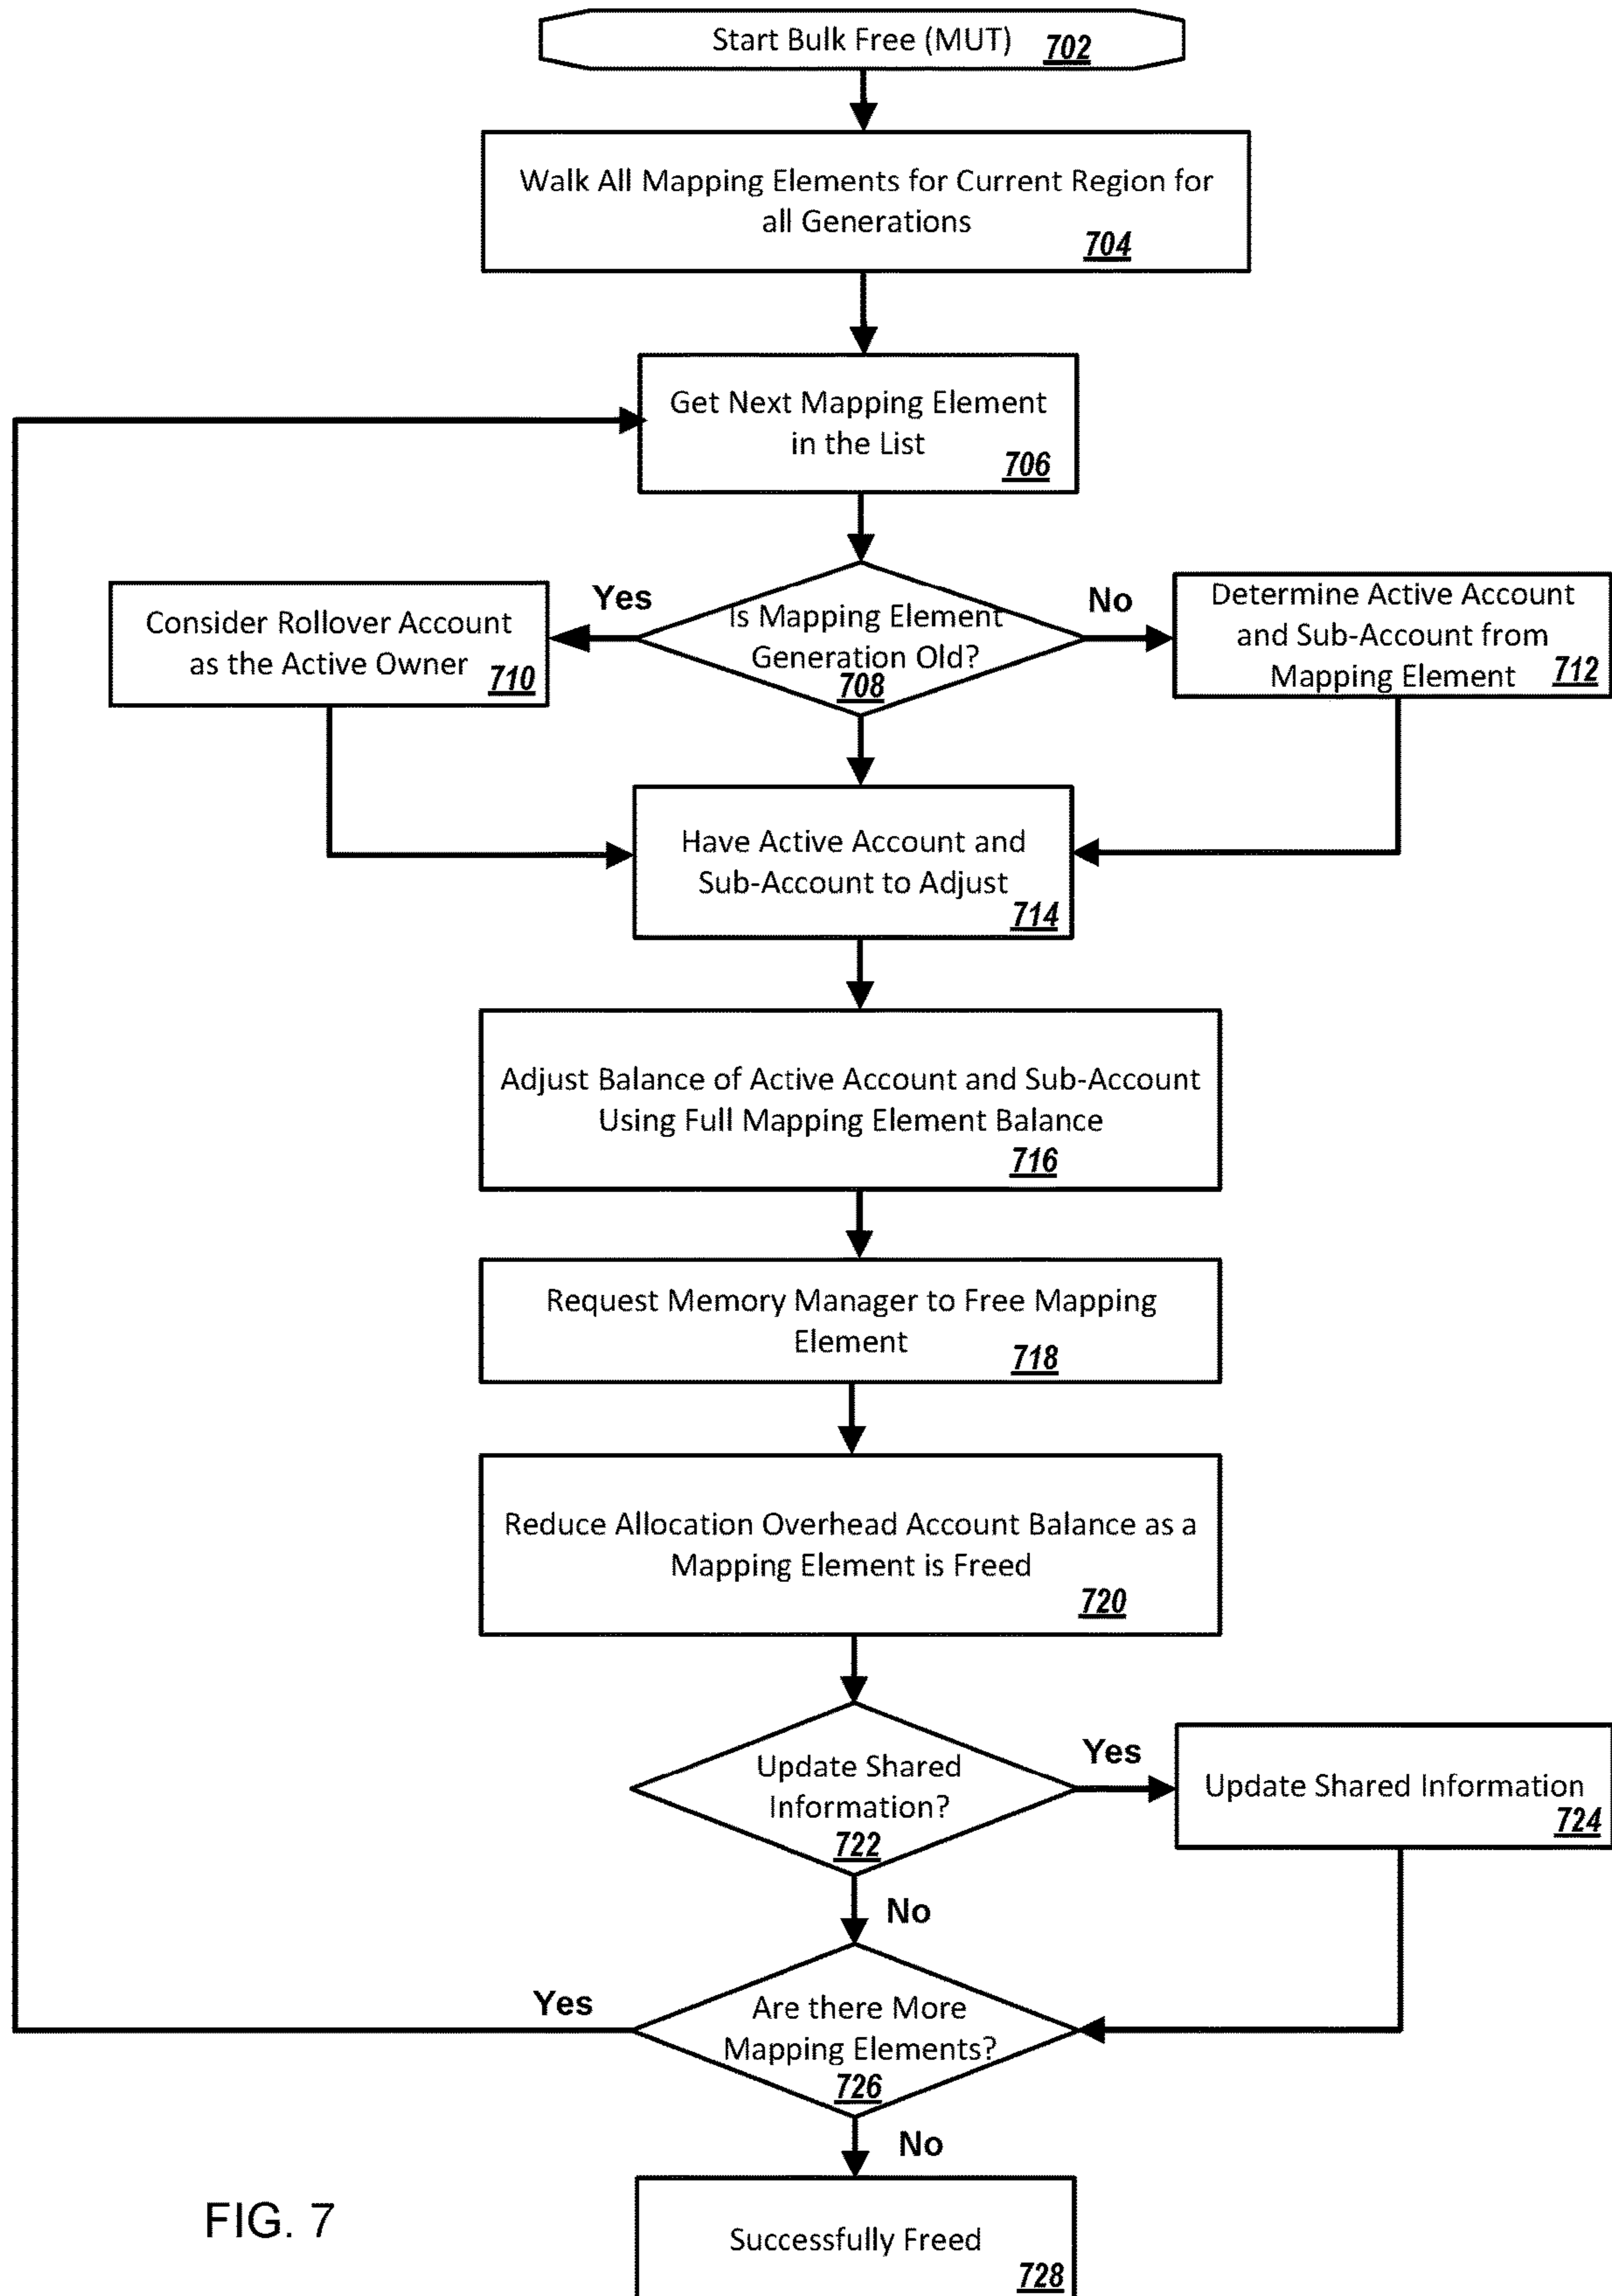 Start Bulk Free (MUT) 702
Walk All Mapping Elements for Current Region for
all Generations
704
Get Next Mapping Element
in the List
706
Yes
Is Mapping Element
Generation Old?
708
No
Consider Rollover Account
as the Active Owner
710
Determine Active Account
and Sub-Account from
Mapping Element 712
Have Active Account and
Sub-Account to Adjust
714
Adjust Balance of Active Account and Sub-Account
Using Full Mapping Element Balance
716
Request Memory Manager to Free Mapping
Element
718
Reduce Allocation Overhead Account Balance as a
Mapping Element is Freed
720
Update Shared
Information?
722
Yes
Update Shared Information
724
No
Yes
Are there More
Mapping Elements?
726
No
Successfully Freed
728
FIG. 7